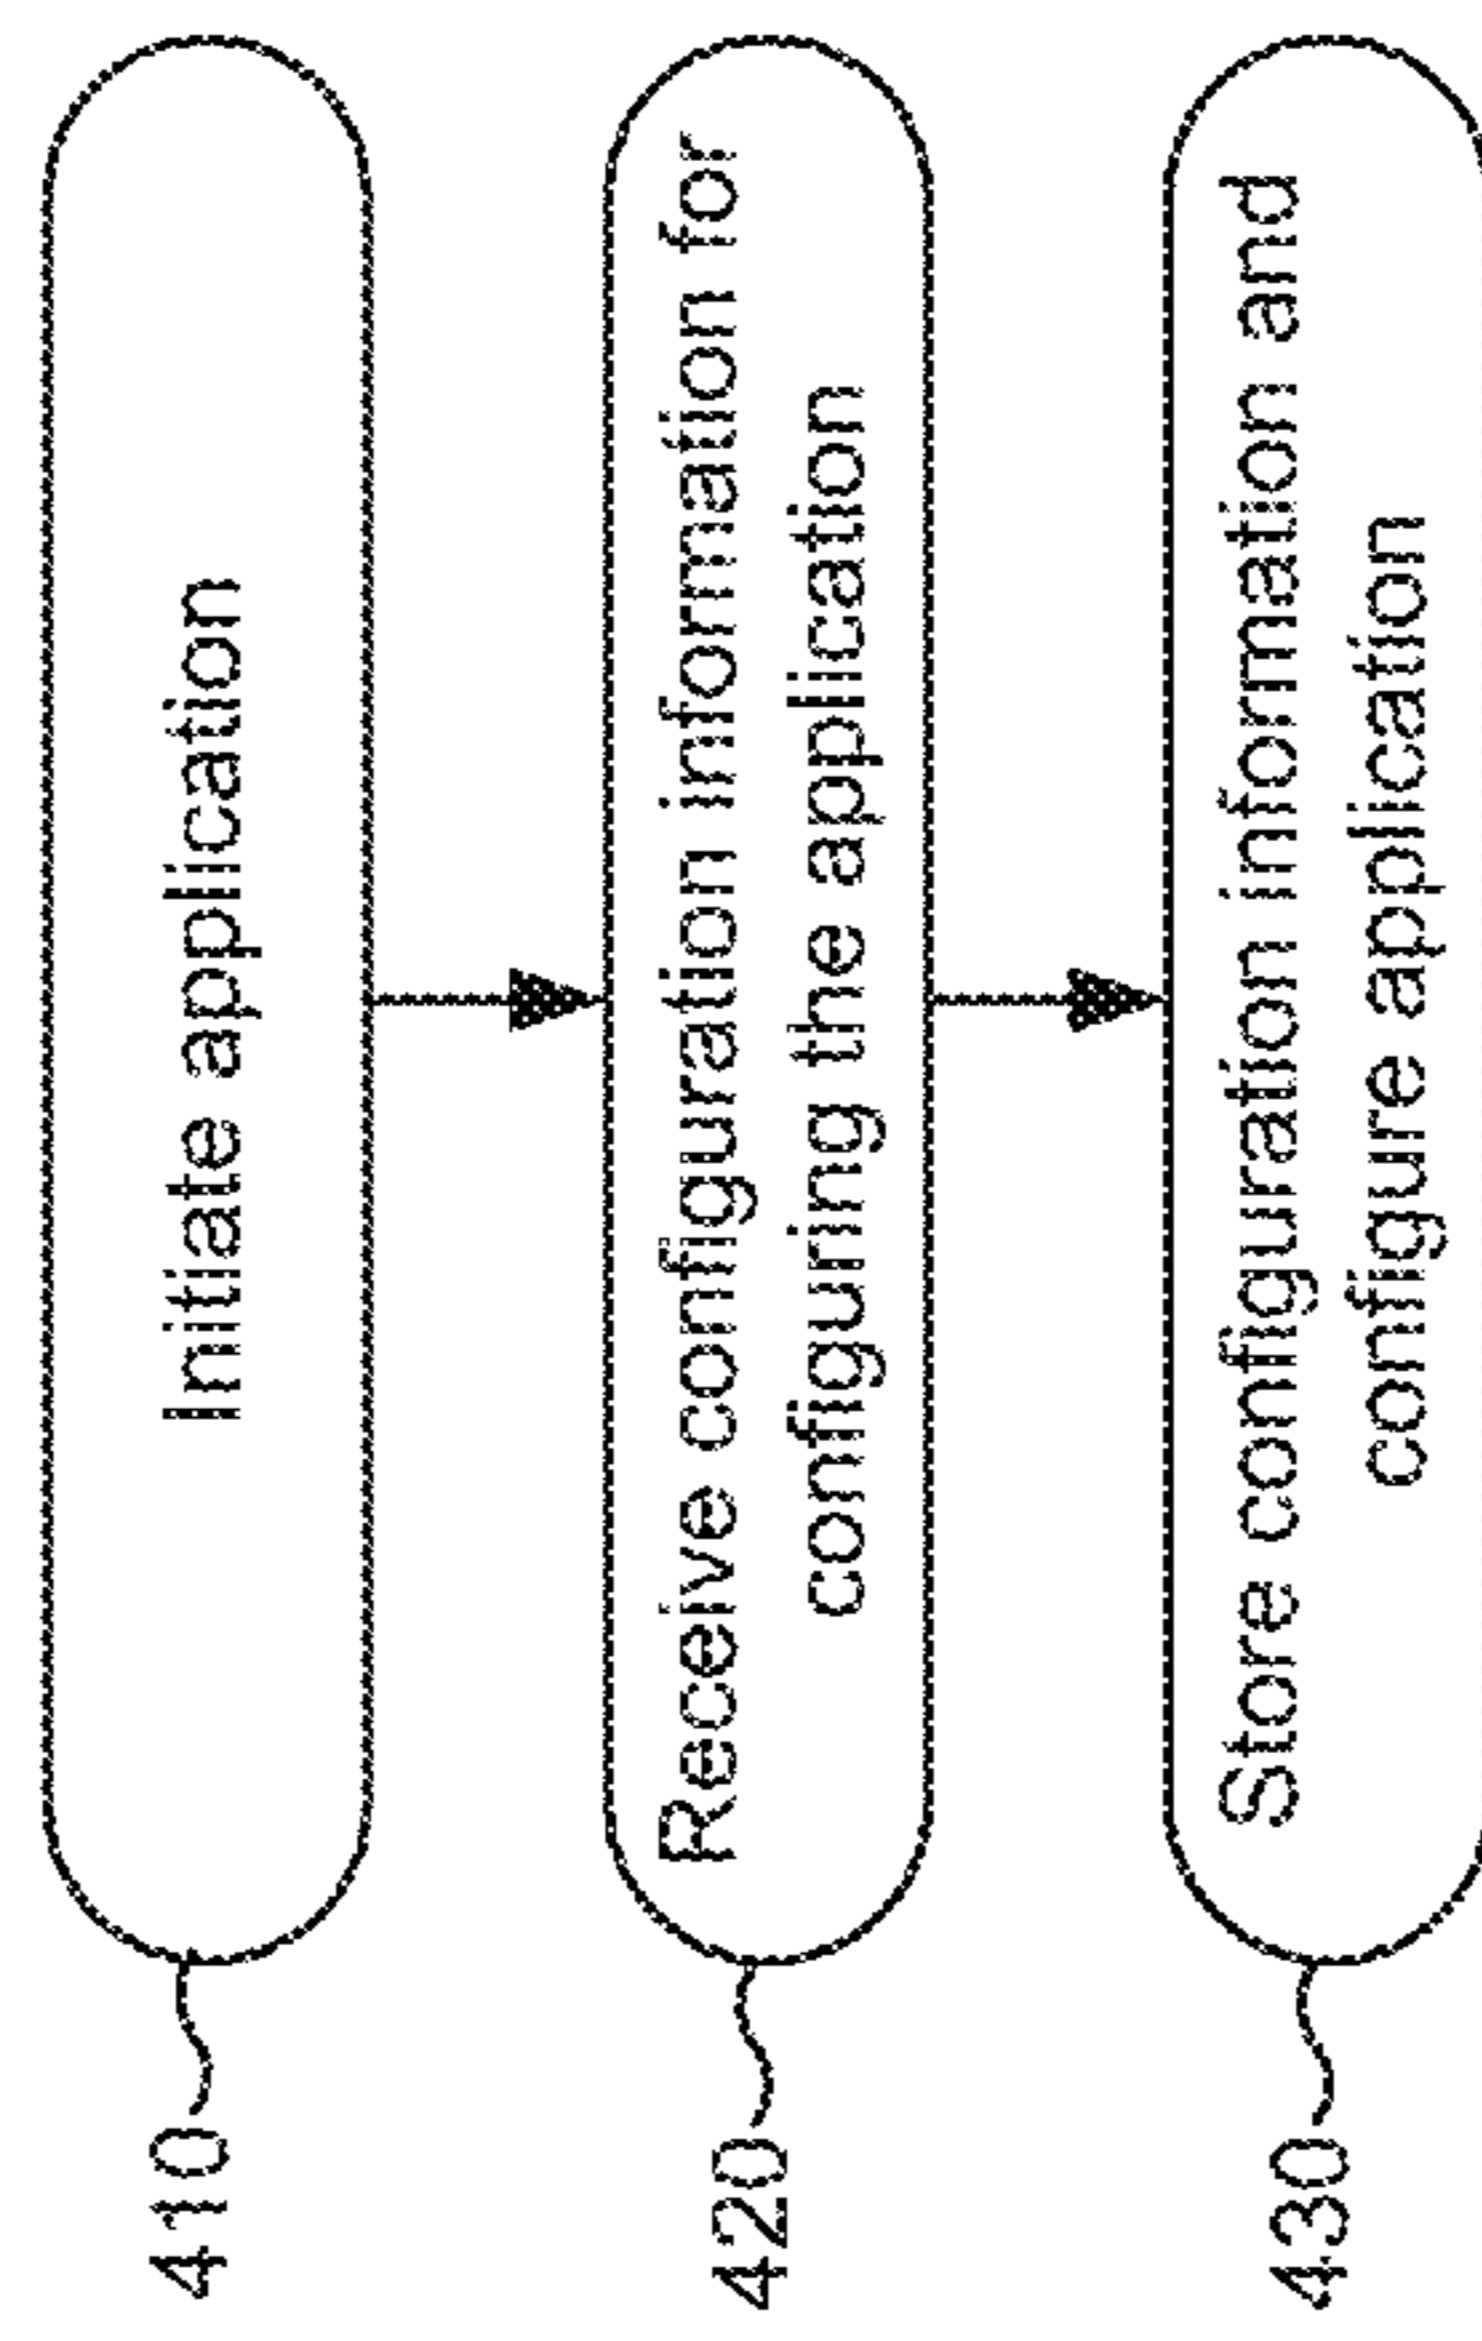 410
Initiate application
420
Receive configuration information for
configuring the application
430
Store configuration information and
configure application